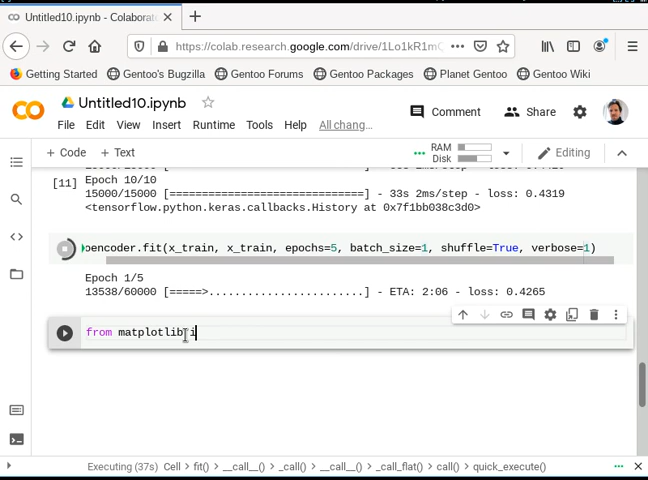 Untitled10.ipynb - Colaborat
https://colab.research.google.com/drive/1Lo1kR1m
Getting Started Gentoo's Bugzilla Gentoo Forums Gentoo Packages Planet Gentoo Gentoo Wiki
Untitled10.ipynb
Comment Share
File Edit View Insert Runtime Tools Help All chang...
+ Code + Text
RAM
Disk
Editing
[11]
Epoch 10/10
15000/15000 [==============================] - 33s 2ms/step - loss: 0.4319
<tensorflow.python.keras.callbacks.History at 0x7f1bb038c3d0>
encoder.fit(x_train, x_train, epochs=5, batch_size=1, shuffle=True, verbose=1)
Epoch 1/5
13538/60000 [=====>........................] - ETA: 2:06 - loss: 0.4265
from matplotlib i
Executing (37s) Cell > fit() > __call__() > _call() > __call__() > _call_flat() > call() > quick_execute()